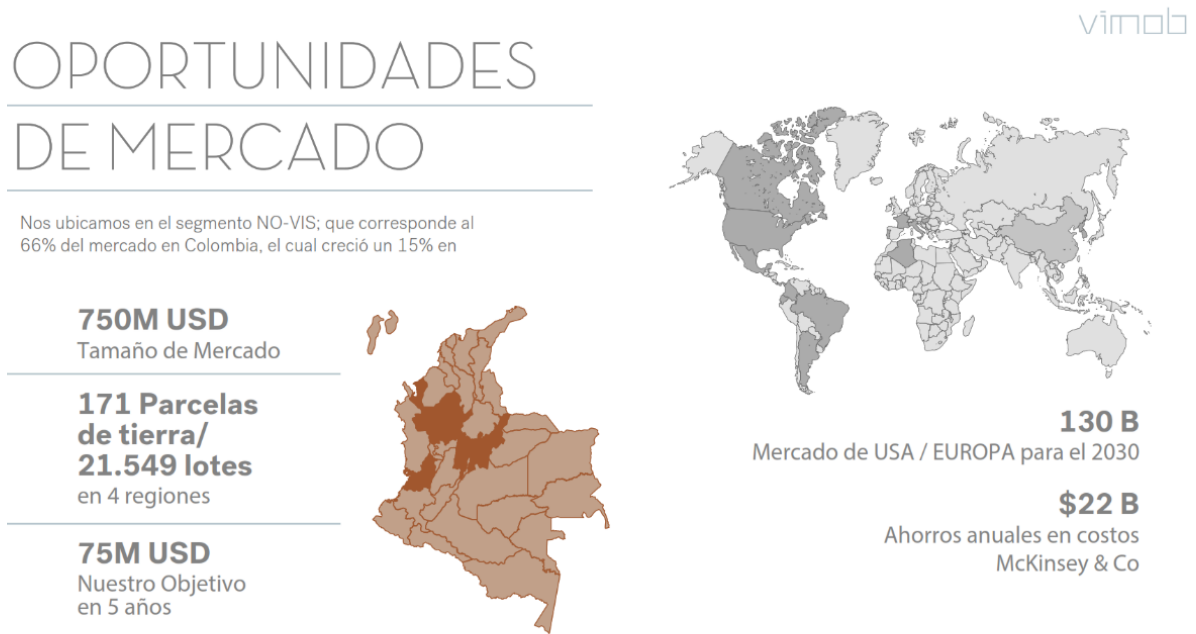 vimob
OPORTUNIDADES
DE MERCADO
Nos ubicamos en el segmento NO-VIS; que corresponde al
66% del mercado en Colombia, el cual creció un 15% en
750M USD
Tamaño de Mercado
171 Parcelas
de tierra/
21.549 lotes
en 4 regiones
75M USD
Nuestro Objetivo
en 5 años
130 B
Mercado de USA / EUROPA para el 2030
$22 B
Ahorros anuales en costos
McKinsey & Co